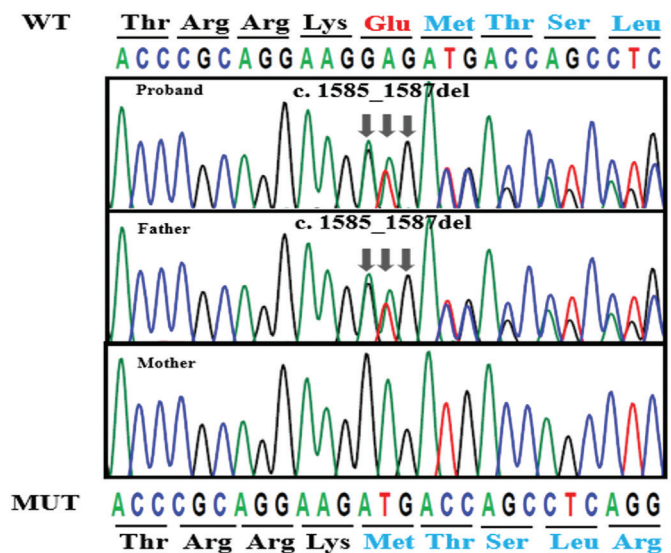 WT Thr Arg Arg Lys Glu Met Thr Ser Leu
ACCCGCAGGAAGGAGATGACCAGCCTC
Proband c. 1585_1587del
Father c. 1585_1587del
Mother
MUT ACCCGCAGGAAGATGACCAGCCTCAGG
Thr Arg Arg Lys Met Thr Ser Leu Arg